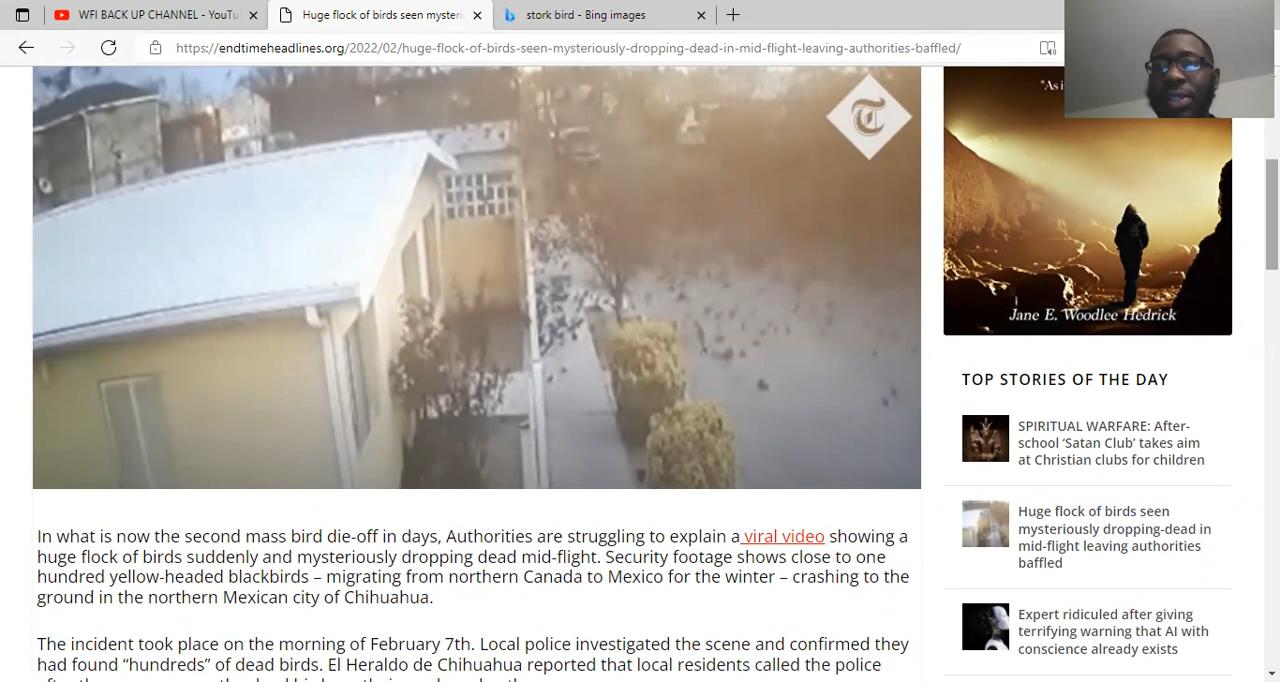 WFI BACK UP CHANNEL - YouTu
Huge flock of birds seen mysterio
stork bird - Bing images
https://endtimeheadlines.org/2022/02/huge-flock-of-birds-seen-mysteriously-dropping-dead-in-mid-flight-leaving-authorities-baffled/
T
"As i
Jane E. Woodlee Hedrick
TOP STORIES OF THE DAY
SPIRITUAL WARFARE: After-
school ‘Satan Club’ takes aim
at Christian clubs for children
Huge flock of birds seen
mysteriously dropping-dead in
mid-flight leaving authorities
baffled
Expert ridiculed after giving
terrifying warning that AI with
conscience already exists
In what is now the second mass bird die-off in days, Authorities are struggling to explain a viral video showing a
huge flock of birds suddenly and mysteriously dropping dead mid-flight. Security footage shows close to one
hundred yellow-headed blackbirds – migrating from northern Canada to Mexico for the winter – crashing to the
ground in the northern Mexican city of Chihuahua.
The incident took place on the morning of February 7th. Local police investigated the scene and confirmed they
had found “hundreds” of dead birds. El Heraldo de Chihuahua reported that local residents called the police